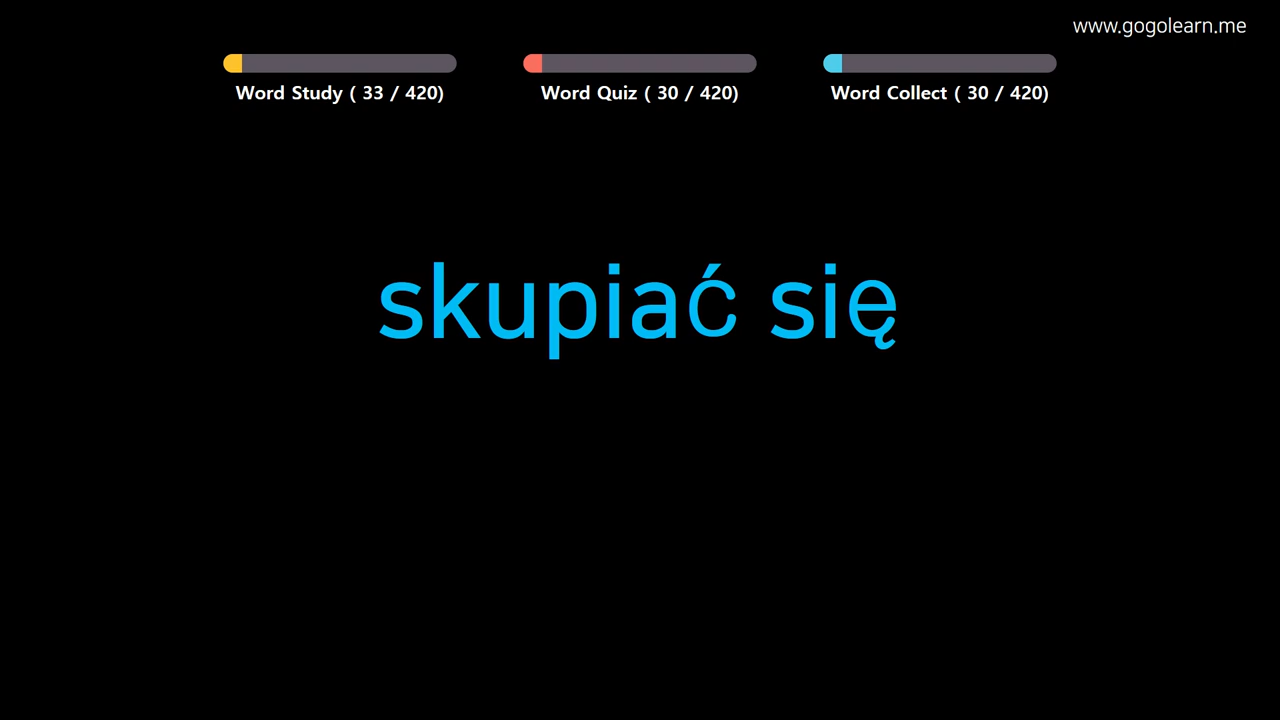 www.gogolearn.me
Word Study ( 33 / 420)
Word Quiz ( 30 / 420)
Word Collect ( 30 / 420)
skupiać się